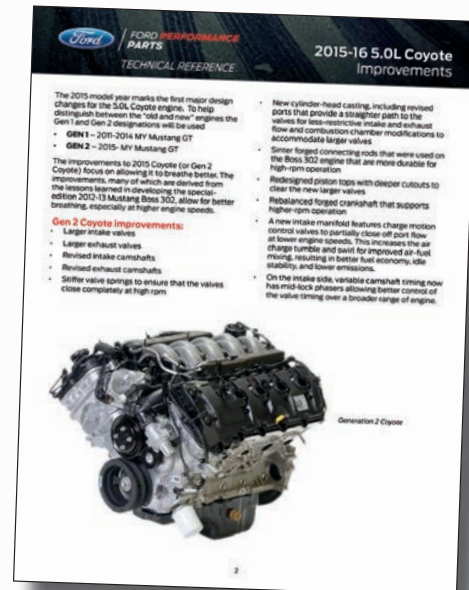 Ford
FORD PERFORMANCE
PARTS
TECHNICAL REFERENCE
2015-16 5.0L Coyote
Improvements
The 2015 model year marks the first major design
changes for the 5.0L Coyote engine. To help
distinguish between the "old and new" engines the
Gen 1 and Gen 2 designations will be used
• GEN 1 – 2011-2014 MY Mustang GT
• GEN 2 – 2015- MY Mustang GT
The improvements to 2015 Coyote (or Gen 2
Coyote) focus on allowing it to breathe better. The
improvements, many of which are derived from
the lessons learned in developing the special-
edition 2012-13 Mustang Boss 302, allow for better
breathing, especially at higher engine speeds.
Gen 2 Coyote improvements:
• Larger intake valves
• Larger exhaust valves
• Revised intake camshafts
• Revised exhaust camshafts
• Stiffer valve springs to ensure that the valves
close completely at high rpm
• New cylinder-head casting, including revised
ports that provide a straighter path to the
valves for less-restrictive intake and exhaust
flow and combustion chamber modifications to
accommodate larger valves
• Sinter forged connecting rods that were used on
the Boss 302 engine that are more durable for
high-rpm operation
• Redesigned piston tops with deeper cutouts to
clear the new larger valves
• Rebalanced forged crankshaft that supports
higher-rpm operation
• A new intake manifold features charge motion
control valves to partially close off port flow
at lower engine speeds. This increases the air
charge tumble and swirl for improved air-fuel
mixing, resulting in better fuel economy, idle
stability, and lower emissions.
• On the intake side, variable camshaft timing now
has mid-lock phasers allowing better control of
the valve timing over a broader range of engine.
Generation 2 Coyote
2